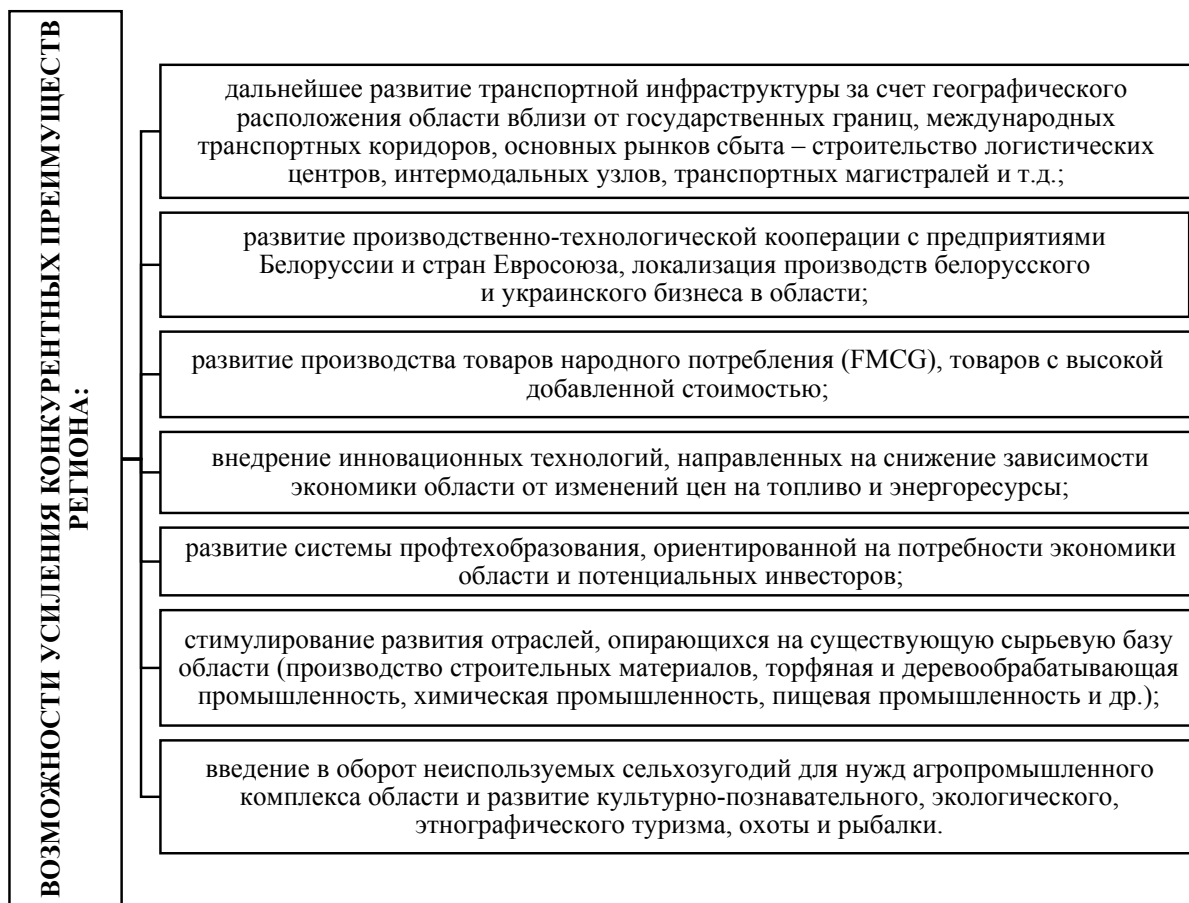 ВОЗМОЖНОСТИ УСИЛЕНИЯ КОНКУРЕНТНЫХ ПРЕИМУЩЕСТВ
РЕГИОНА:
дальнейшее развитие транспортной инфраструктуры за счет географического
расположения области вблизи от государственных границ, международных
транспортных коридоров, основных рынков сбыта – строительство логистических
центров, интермодальных узлов, транспортных магистралей и т.д.;
развитие производственно-технологической кооперации с предприятиями
Белоруссии и стран Евросоюза, локализация производств белорусского
и украинского бизнеса в области;
развитие производства товаров народного потребления (FMCG), товаров с высокой
добавленной стоимостью;
внедрение инновационных технологий, направленных на снижение зависимости
экономики области от изменений цен на топливо и энергоресурсы;
развитие системы профтехобразования, ориентированной на потребности экономики
области и потенциальных инвесторов;
стимулирование развития отраслей, опирающихся на существующую сырьевую базу
области (производство строительных материалов, торфяная и деревообрабатывающая
промышленность, химическая промышленность, пищевая промышленность и др.);
введение в оборот неиспользуемых сельхозугодий для нужд агропромышленного
комплекса области и развитие культурно-познавательного, экологического,
этнографического туризма, охоты и рыбалки.